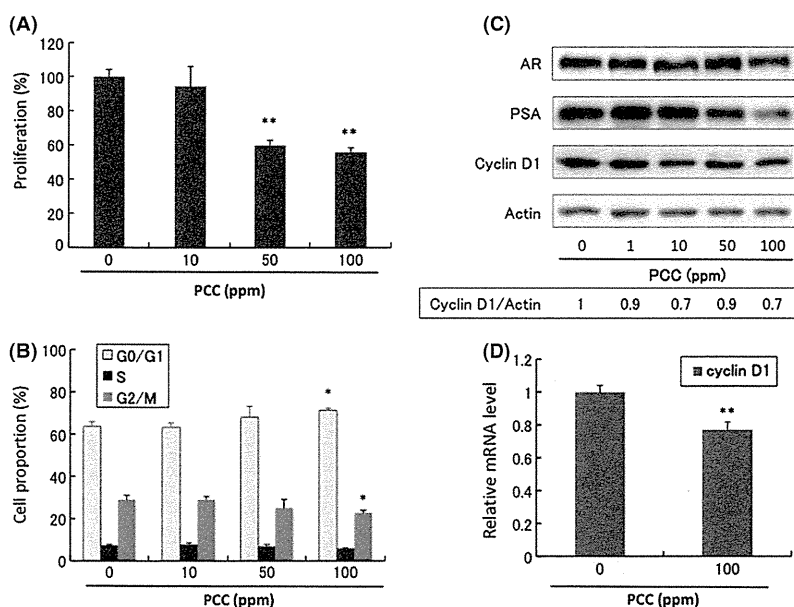 (A)
120
100
80
60
40
20
0
Proliferation (%)
**
**
0 10 50 100
PCC (ppm)
(B)
G0/G1
S
G2/M
100
80
60
40
20
0
Cell proportion (%)
*
*
0 10 50 100
PCC (ppm)
(C)
AR
PSA
Cyclin D1
Actin
0 1 10 50 100
PCC (ppm)
Cyclin D1/Actin 1 0.9 0.7 0.9 0.7
(D)
cyclin D1
1.2
1
0.8
0.6
0.4
0.2
0
Relative mRNA level
**
0 100
PCC (ppm)